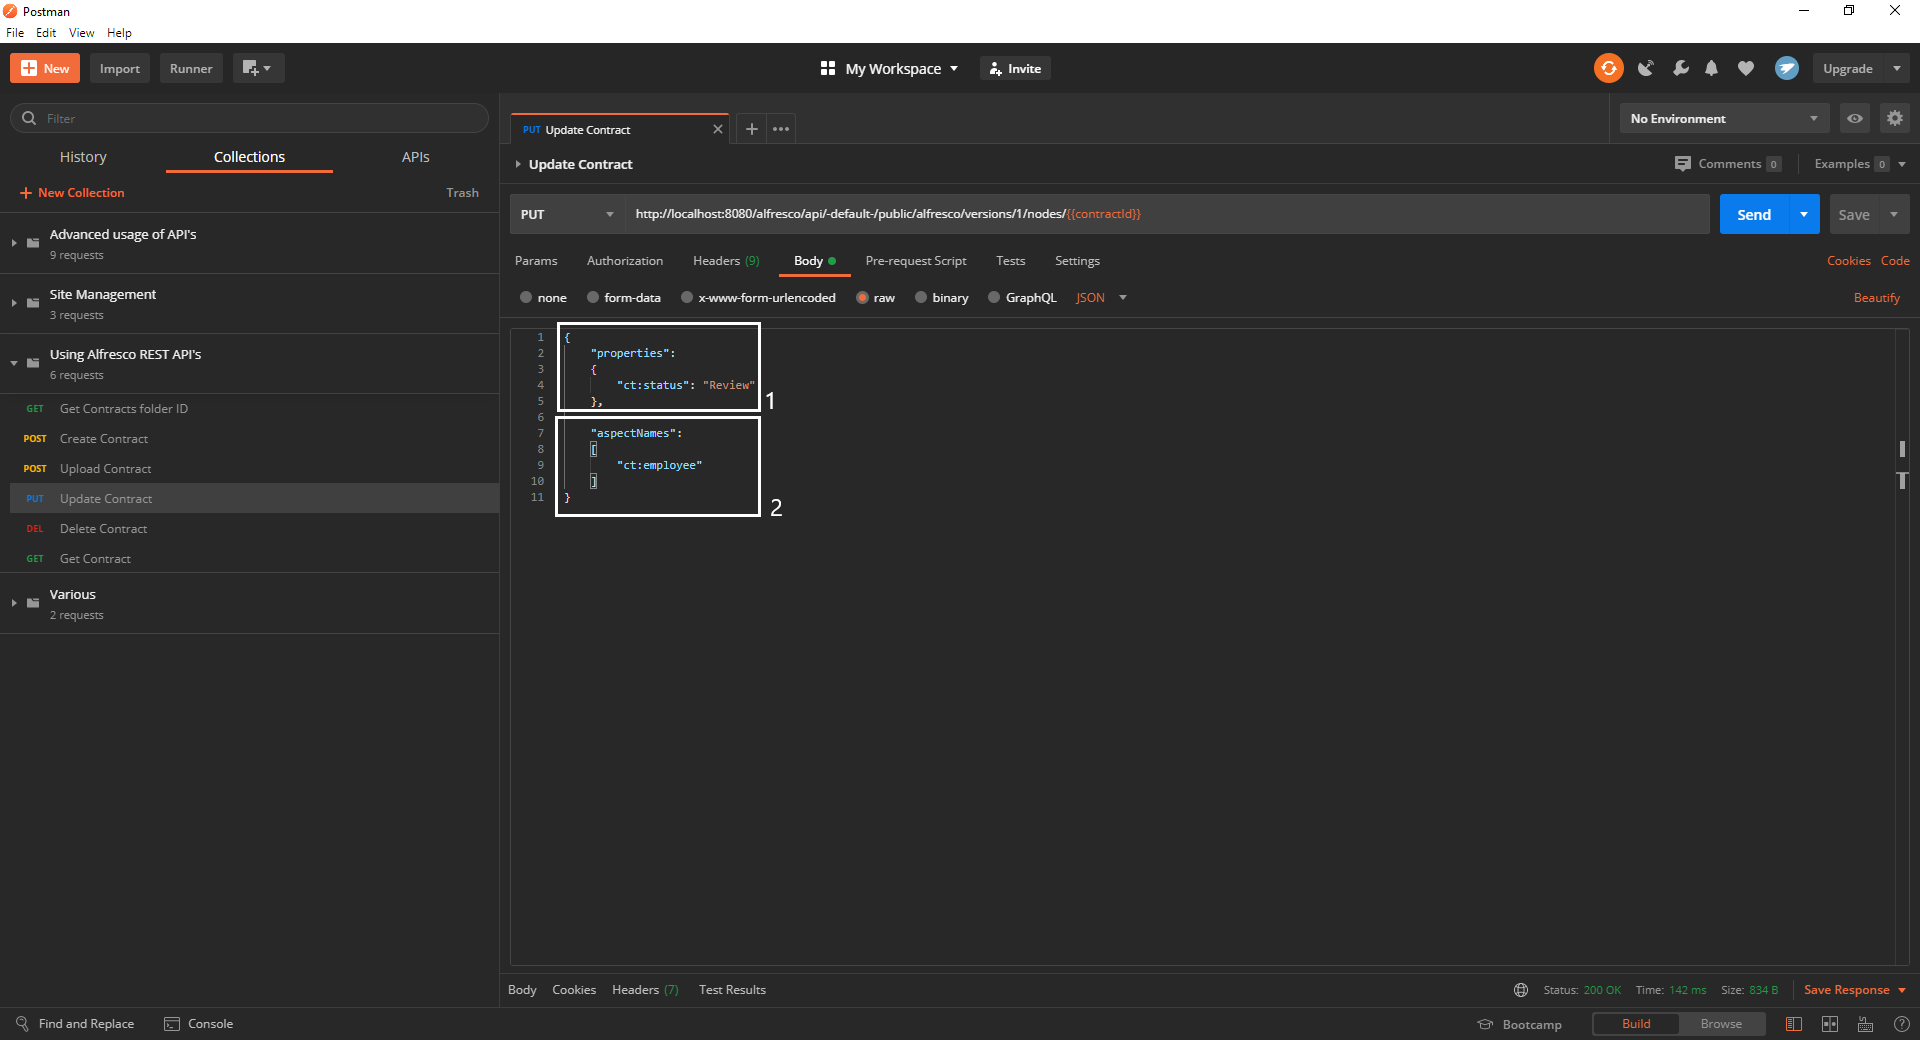 Postman
File Edit View Help
New Import Runner
My Workspace Invite
Upgrade
Filter
History Collections APIs
New Collection Trash
Advanced usage of API's
9 requests
Site Management
3 requests
Using Alfresco REST API's
6 requests
GET Get Contracts folder ID
POST Create Contract
POST Upload Contract
PUT Update Contract
DEL Delete Contract
GET Get Contract
Various
2 requests
PUT Update Contract
No Environment
Update Contract
Comments 0 Examples 0
PUT http://localhost:8080/alfresco/api/-default-/public/alfresco/versions/1/nodes/{{contractId}}
Send Save
Params Authorization Headers (9) Body Pre-request Script Tests Settings
Cookies Code
none form-data x-www-form-urlencoded raw binary GraphQL JSON
Beautify
1 {
2 "properties":
3 {
4 "ct:status": "Review"
5 },
1
6
7 "aspectNames":
8 [
9 "ct:employee"
10 ]
11 }
2
Body Cookies Headers (7) Test Results
Status: 200 OK Time: 142 ms Size: 834 B Save Response
Find and Replace Console
Bootcamp Build Browse